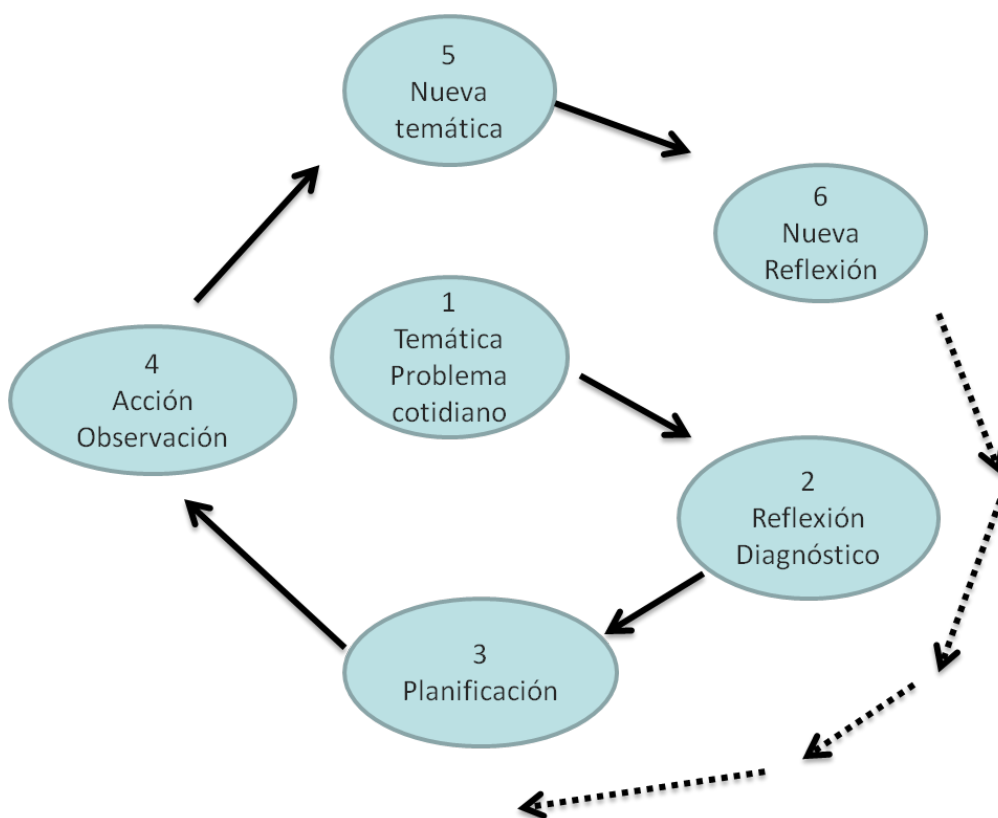 1
Temática
Problema
cotidiano
2
Reflexión
Diagnóstico
3
Planificación
4
Acción
Observación
5
Nueva
temática
6
Nueva
Reflexión